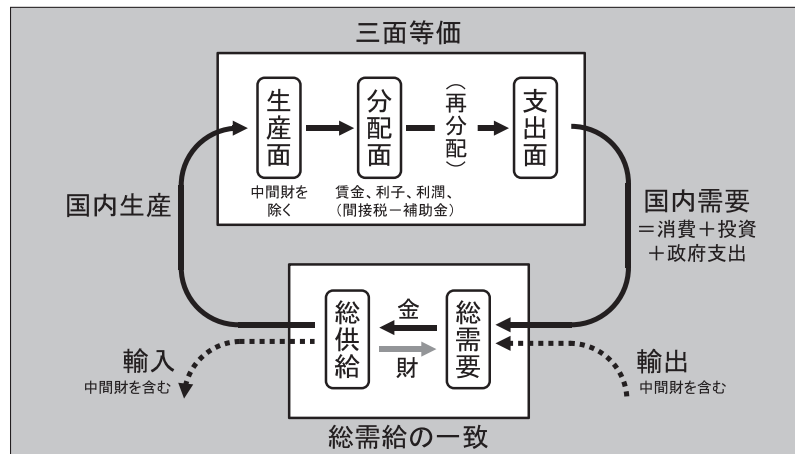 三面等価
生産面
分配面
（再分配）
支出面
中間財を
除く
賃金、利子、利潤、
（間接税－補助金）
国内生産
国内需要
＝消費＋投資
＋政府支出
総供給
金
財
総需要
輸入
中間財を含む
輸出
中間財を含む
総需給の一致